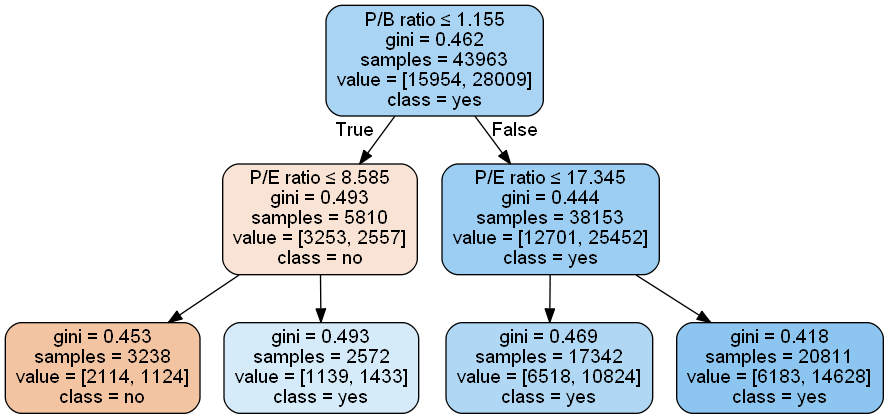 P/B ratio ≤ 1.155
gini = 0.462
samples = 43963
value = [15954, 28009]
class = yes
True
False
P/E ratio ≤ 8.585
gini = 0.493
samples = 5810
value = [3253, 2557]
class = no
P/E ratio ≤ 17.345
gini = 0.444
samples = 38153
value = [12701, 25452]
class = yes
gini = 0.453
samples = 3238
value = [2114, 1124]
class = no
gini = 0.493
samples = 2572
value = [1139, 1433]
class = yes
gini = 0.469
samples = 17342
value = [6518, 10824]
class = yes
gini = 0.418
samples = 20811
value = [6183, 14628]
class = yes